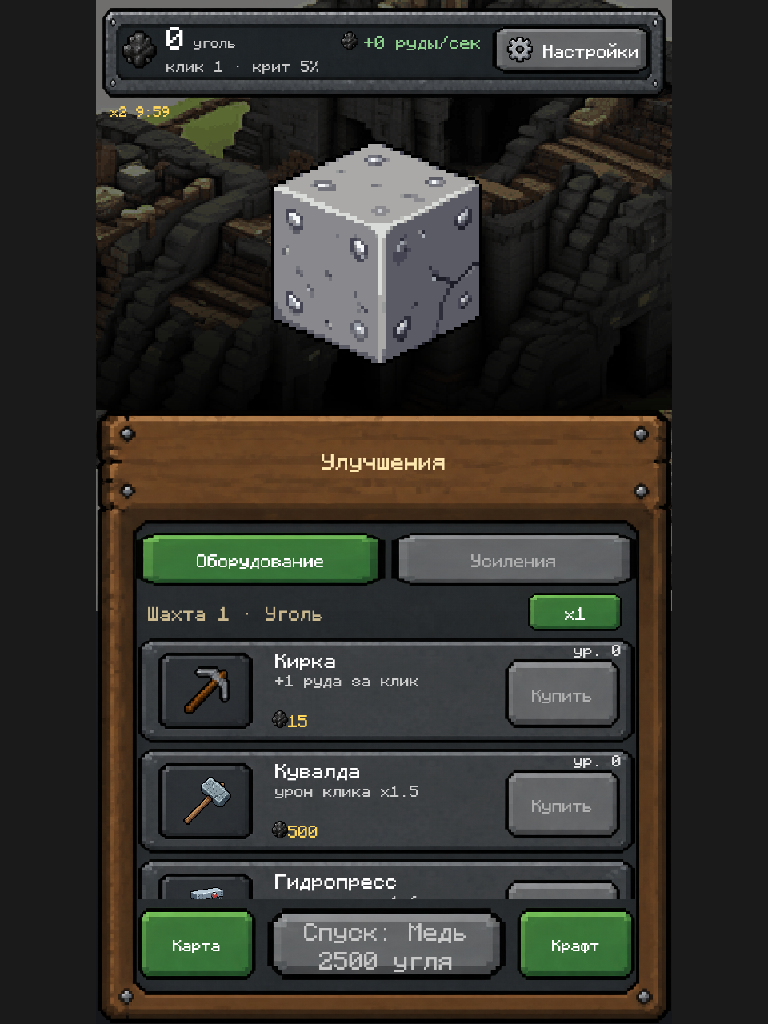 0 уголь
+0 руды/сек
Настройки
клик 1 · крит 5%
x2 9:59
Улучшения
Оборудование
Усиления
Шахта 1 · Уголь
x1
ур. 0
Кирка
+1 руда за клик
Купить
15
ур. 0
Кувалда
урон клика x1.5
Купить
500
Гидропресс
Карта
Спуск: Медь
2500 угля
Крафт